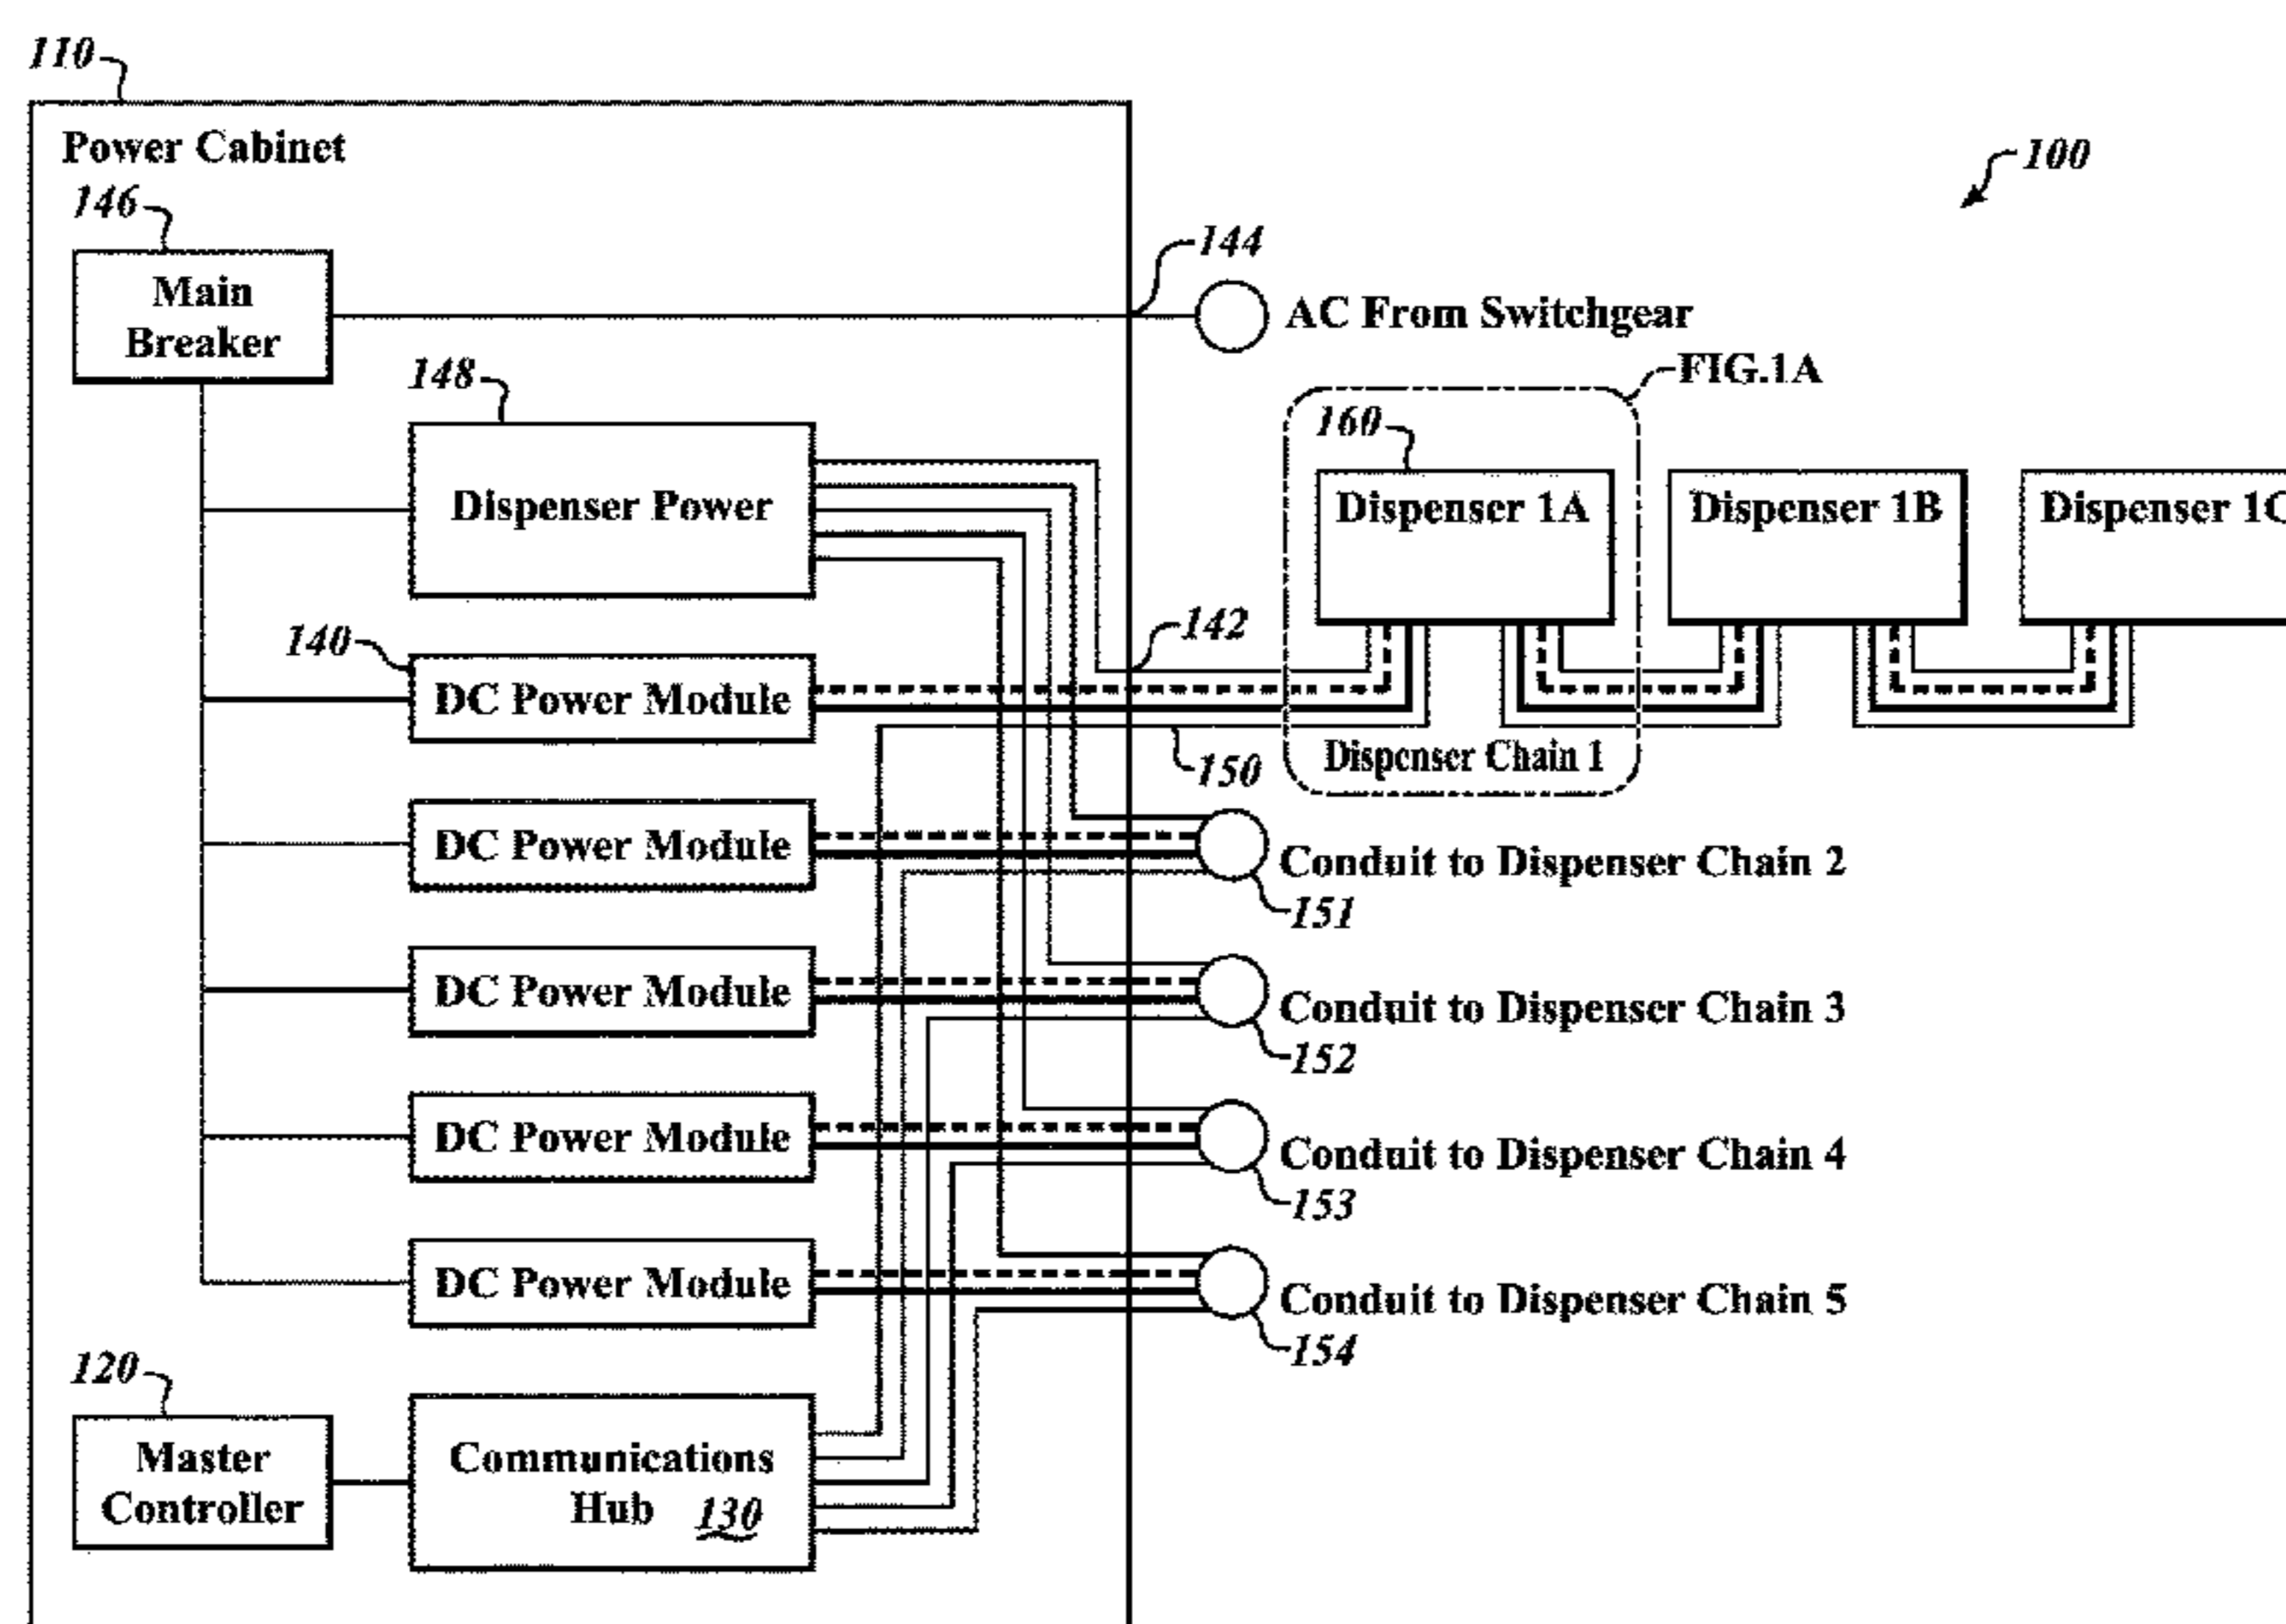 110
Power Cabinet
100
146
144
Main
Breaker
AC From Switchgear
148
FIG.1A
160
Dispenser Power
Dispenser 1A
Dispenser 1B
Dispenser 1C
140
142
DC Power Module
150
Dispenser Chain 1
DC Power Module
Conduit to Dispenser Chain 2
151
DC Power Module
Conduit to Dispenser Chain 3
152
DC Power Module
Conduit to Dispenser Chain 4
153
DC Power Module
Conduit to Dispenser Chain 5
154
120
Master
Controller
Communications
Hub 130